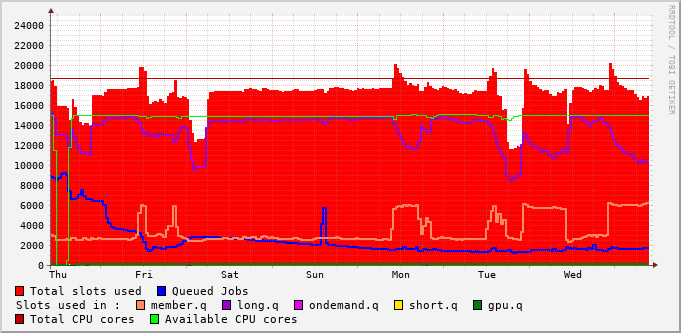 RRDTOOL / TOBI OETIKER
24000
22000
20000
18000
16000
14000
12000
10000
8000
6000
4000
2000
0
Thu Fri Sat Sun Mon Tue Wed
Total slots used Queued Jobs
Slots used in : member.q long.q ondemand.q short.q gpu.q
Total CPU cores Available CPU cores